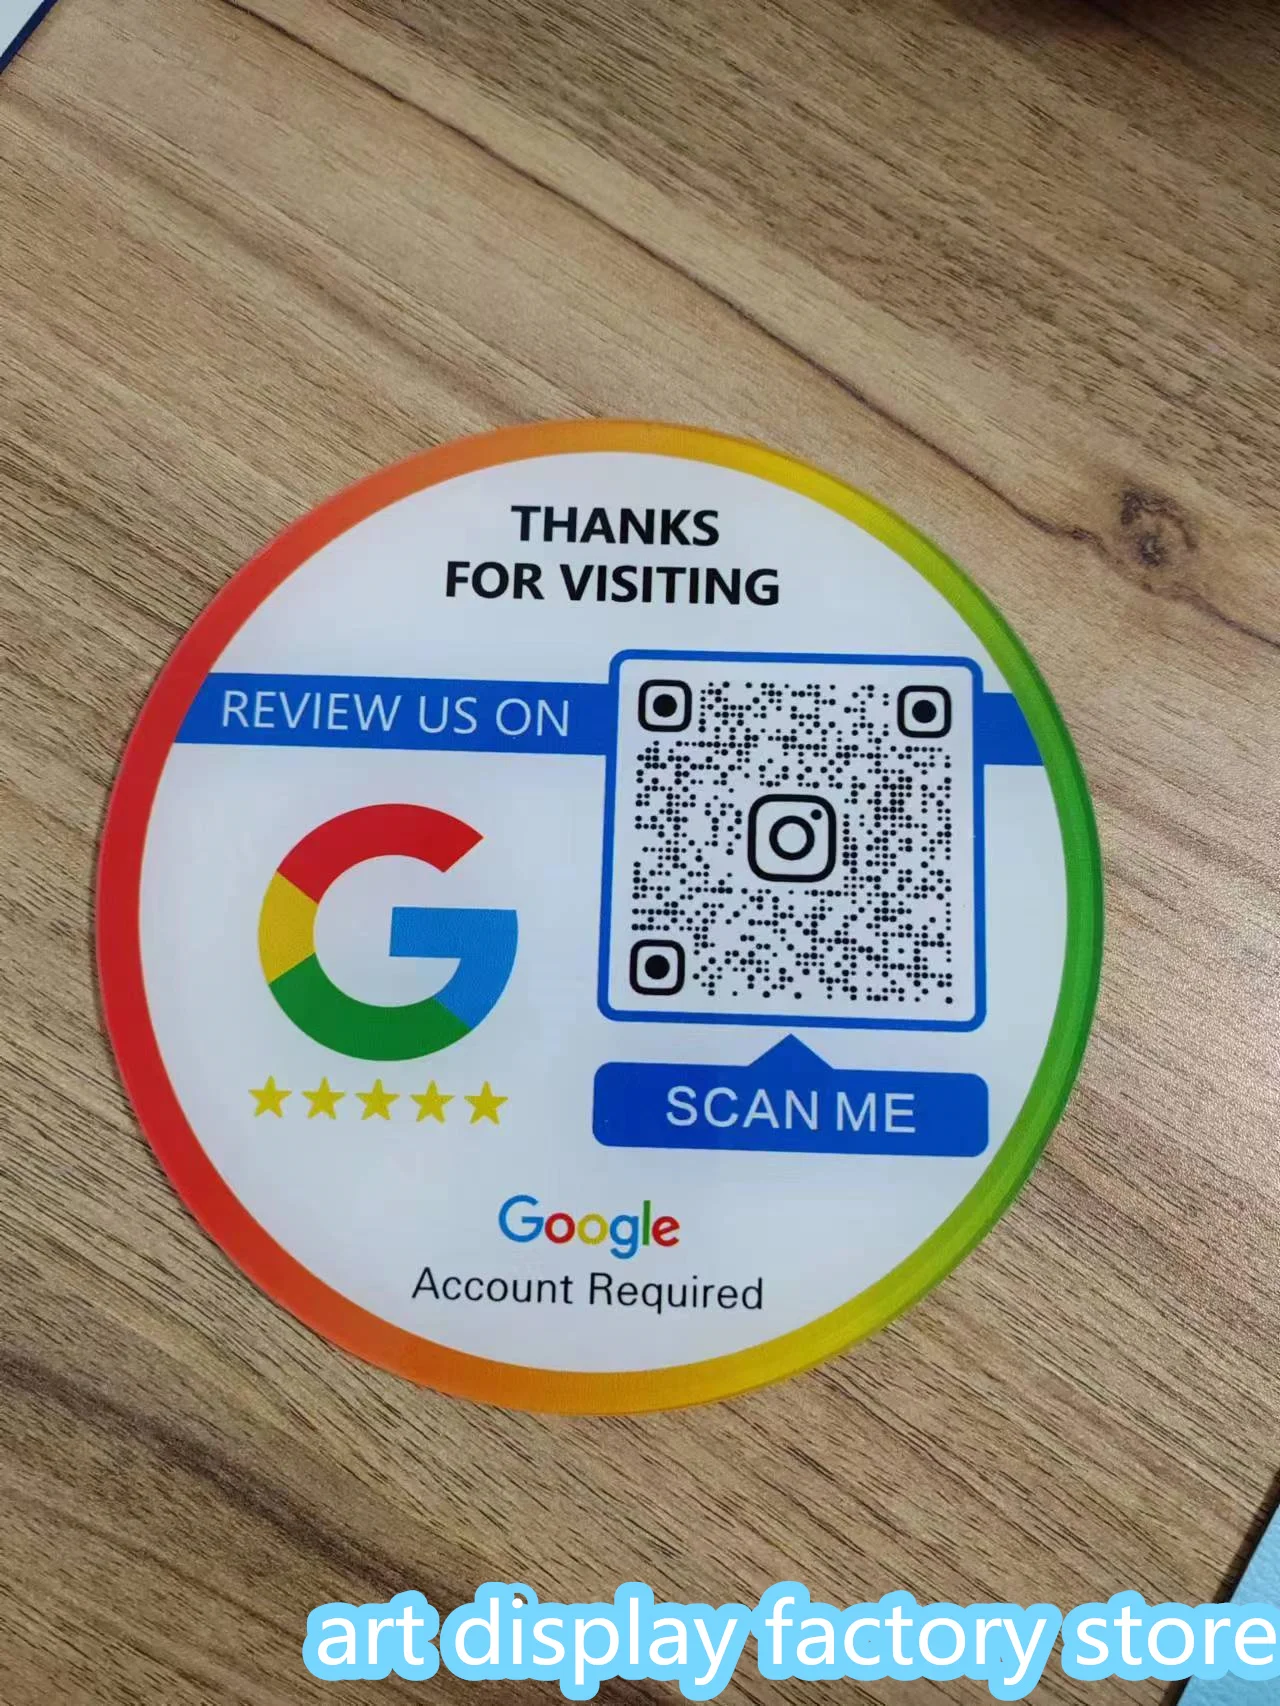 THANKS
FOR VISITING
REVIEW US ON
G
SCAN ME
Google
Account Required
art display factory store